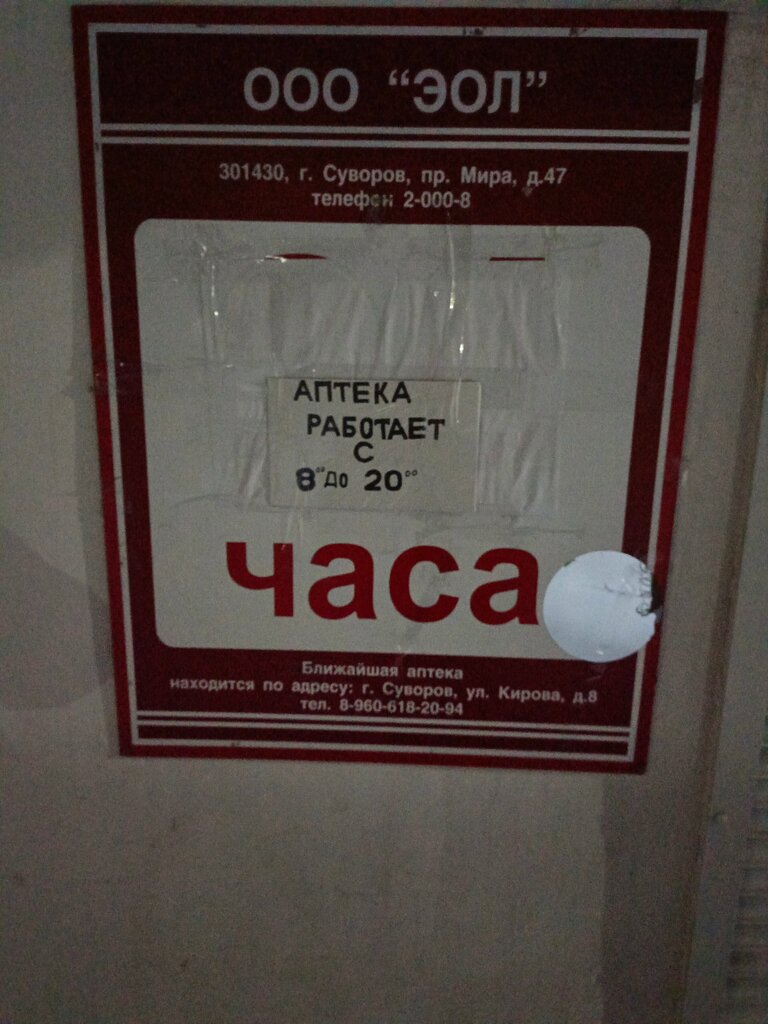 ООО "ЭОЛ"
301430, г. Суворов, пр. Мира, д.47
телефон 2-000-8
АПТЕКА
РАБОТАЕТ
С
8⁰⁰ ДО 20⁰⁰
часа
Ближайшая аптека
находится по адресу: г. Суворов, ул. Кирова, д.8
тел. 8-960-618-20-94